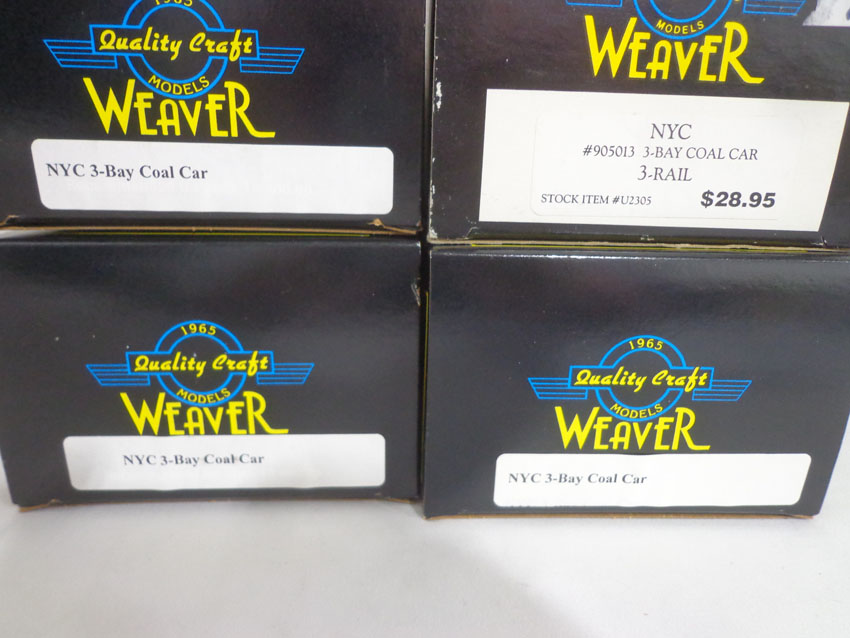 1965
Quality Craft
MODELS
WEAVER
NYC 3-Bay Coal Car
MODELS
WEAVER
NYC
#905013 3-BAY COAL CAR
3-RAIL
STOCK ITEM #U2305 $28.95
1965
Quality Craft
MODELS
WEAVER
NYC 3-Bay Coal Car
1965
Quality Craft
MODELS
WEAVER
NYC 3-Bay Coal Car